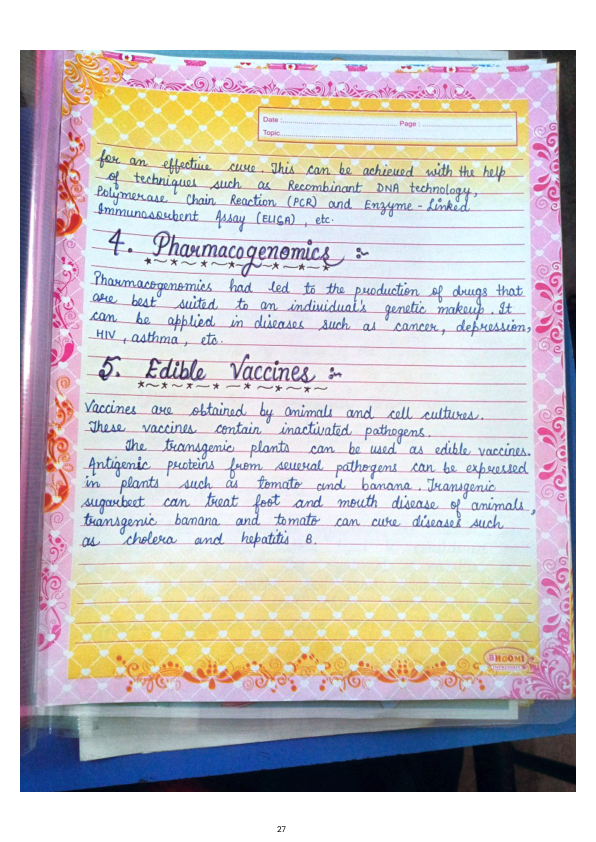 Date : Page :
Topic
for an effective cure. This can be achieved with the help
of techniques such as Recombinant DNA technology,
Polymerase Chain Reaction (PCR) and Enzyme - Linked
Immunosorbent Assay (ELISA), etc.
4. Pharmacogenomics :-
Pharmacogenomics had led to the production of drugs that
are best suited to an individual's genetic makeup. It
can be applied in diseases such as cancer, depression,
HIV, asthma, etc.
5. Edible Vaccines :-
Vaccines are obtained by animals and cell cultures.
These vaccines contain inactivated pathogens.
The transgenic plants can be used as edible vaccines.
Antigenic proteins from several pathogens can be expressed
in plants such as tomato and banana. Transgenic
sugarbeet can treat foot and mouth disease of animals,
transgenic banana and tomato can cure diseases such
as cholera and hepatitis B.
BHOOMI
27